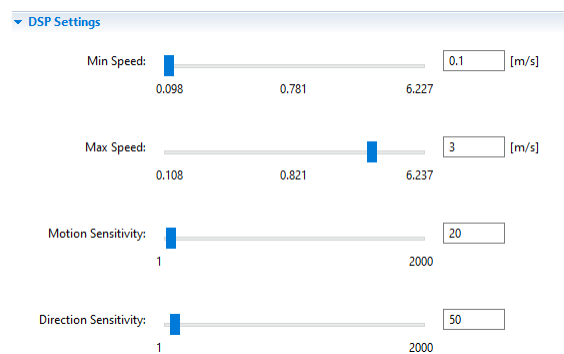 DSP Settings
Min Speed: 0.1 [m/s]
0.098 0.781 6.227
Max Speed: 3 [m/s]
0.108 0.821 6.237
Motion Sensitivity: 20
1 2000
Direction Sensitivity: 50
1 2000